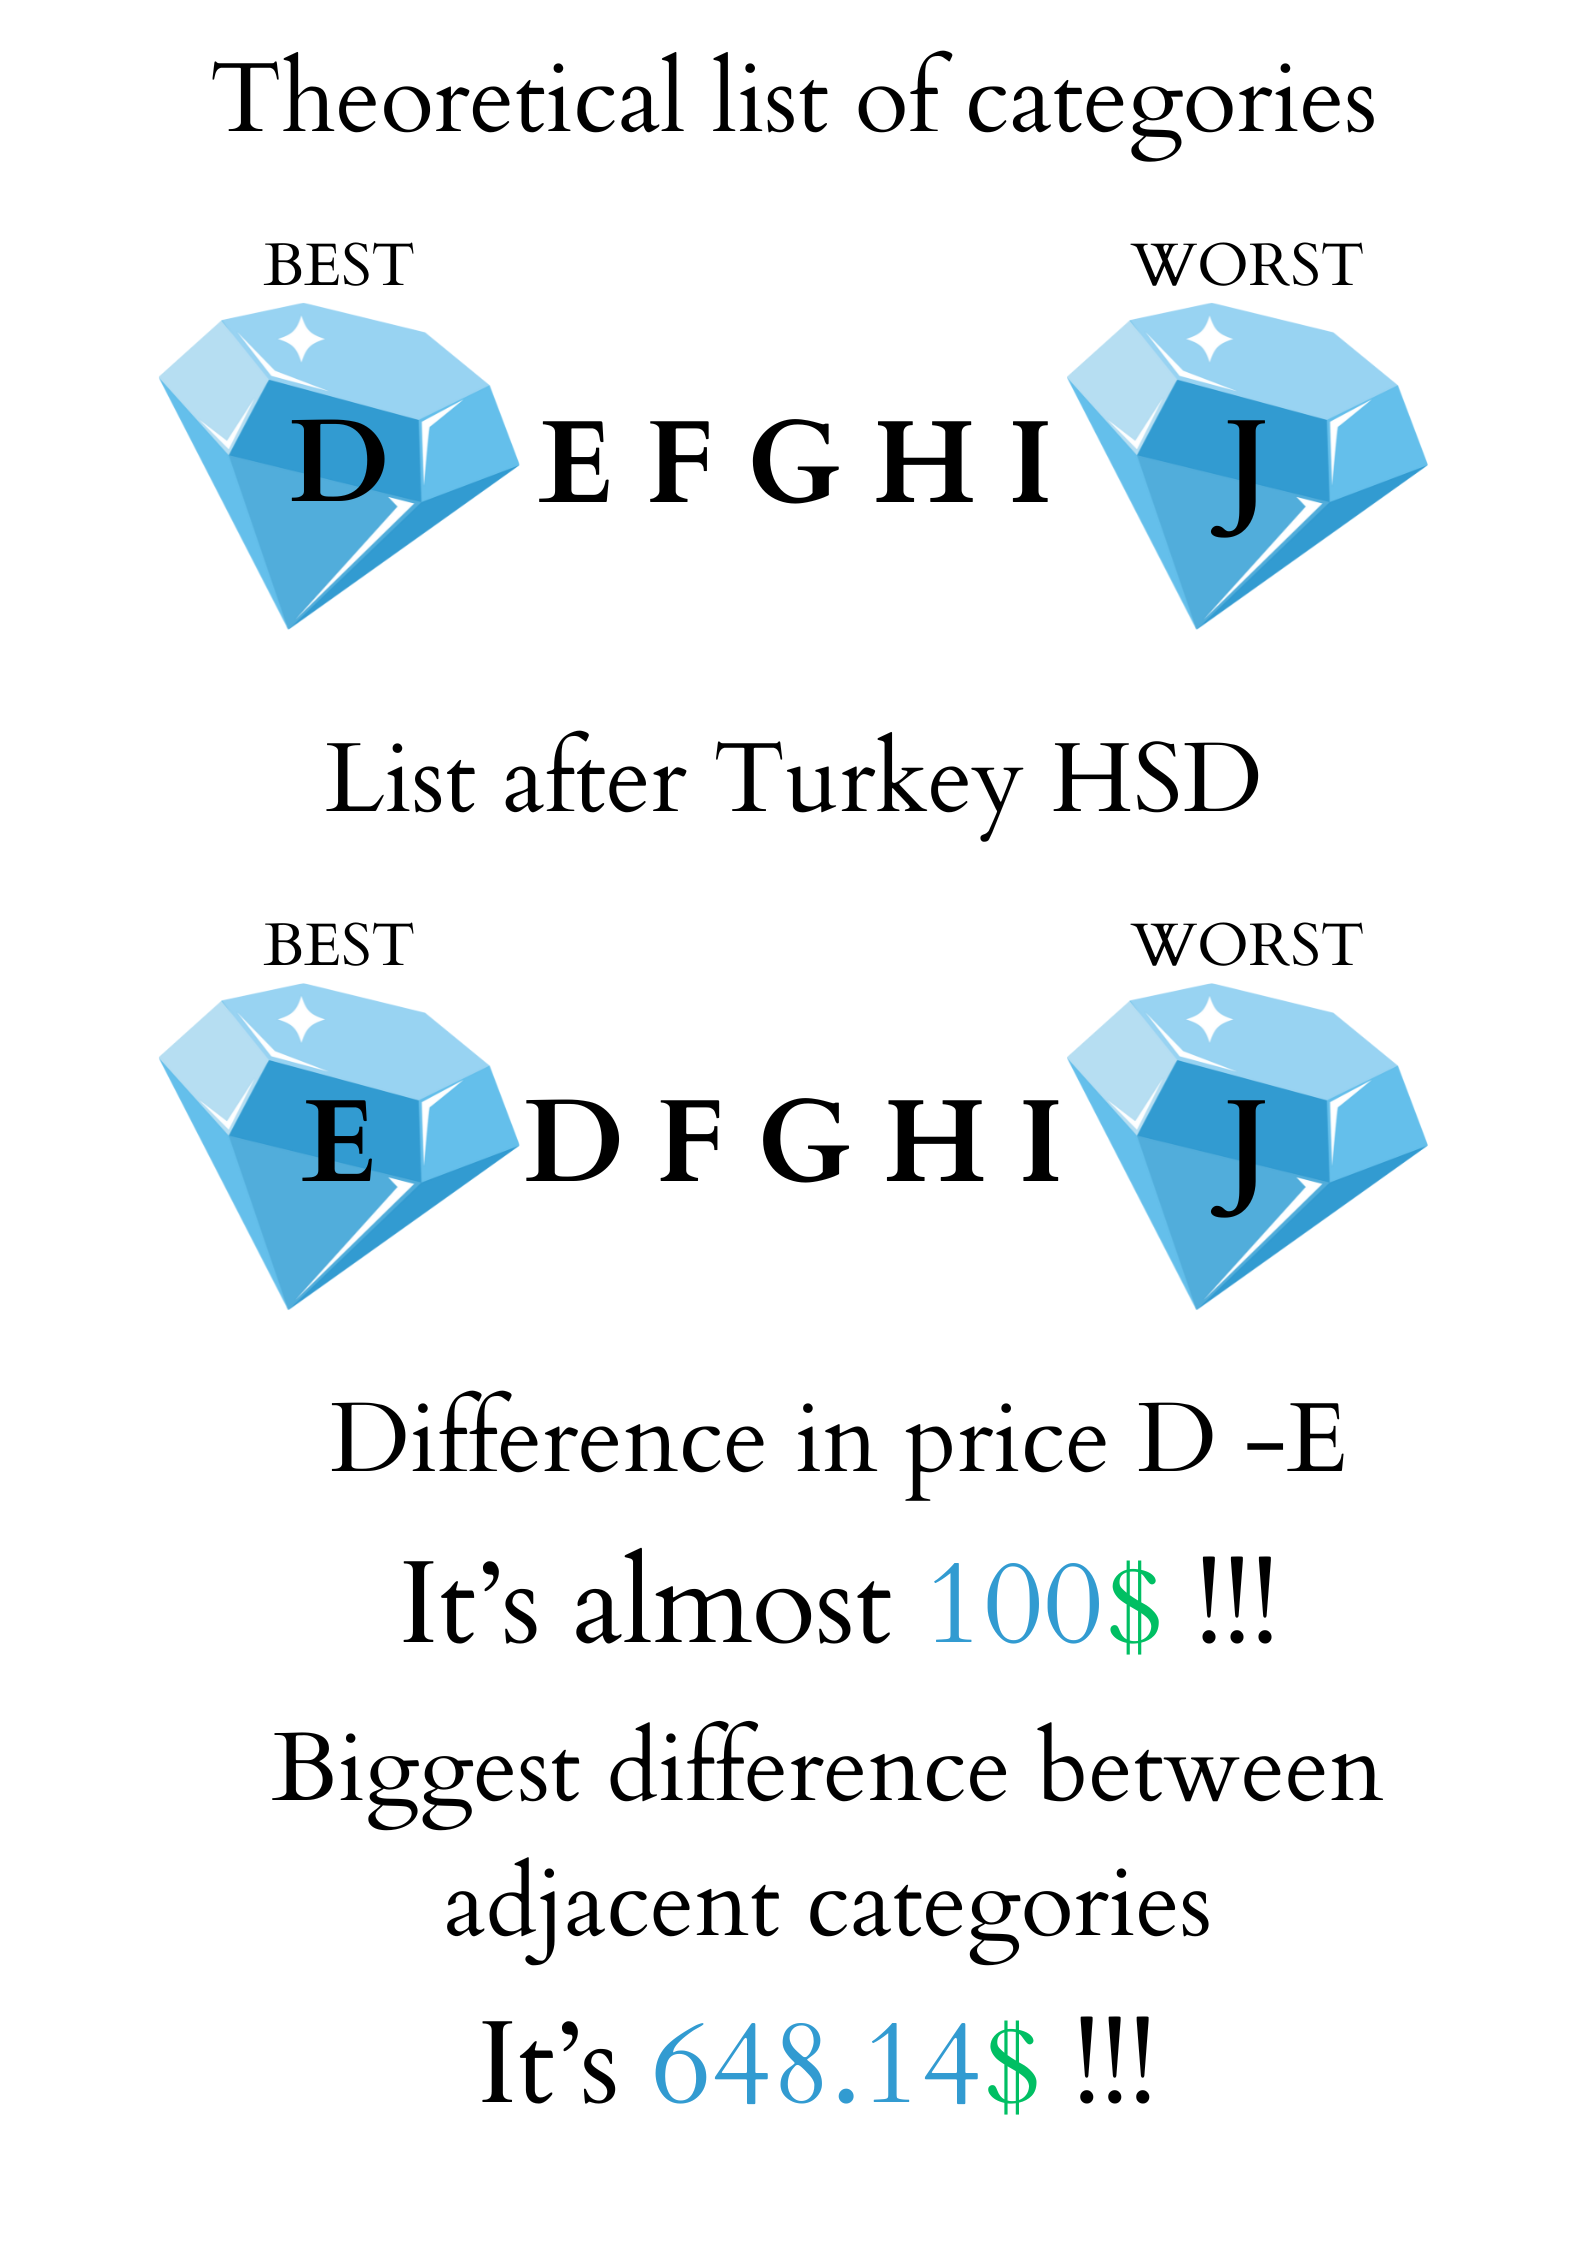 Theoretical list of categories
BEST WORST
D E F G H I J
List after Turkey HSD
BEST WORST
E D F G H I J
Difference in price D -E
It’s almost 100$ !!!
Biggest difference between
adjacent categories
It’s 648.14$ !!!